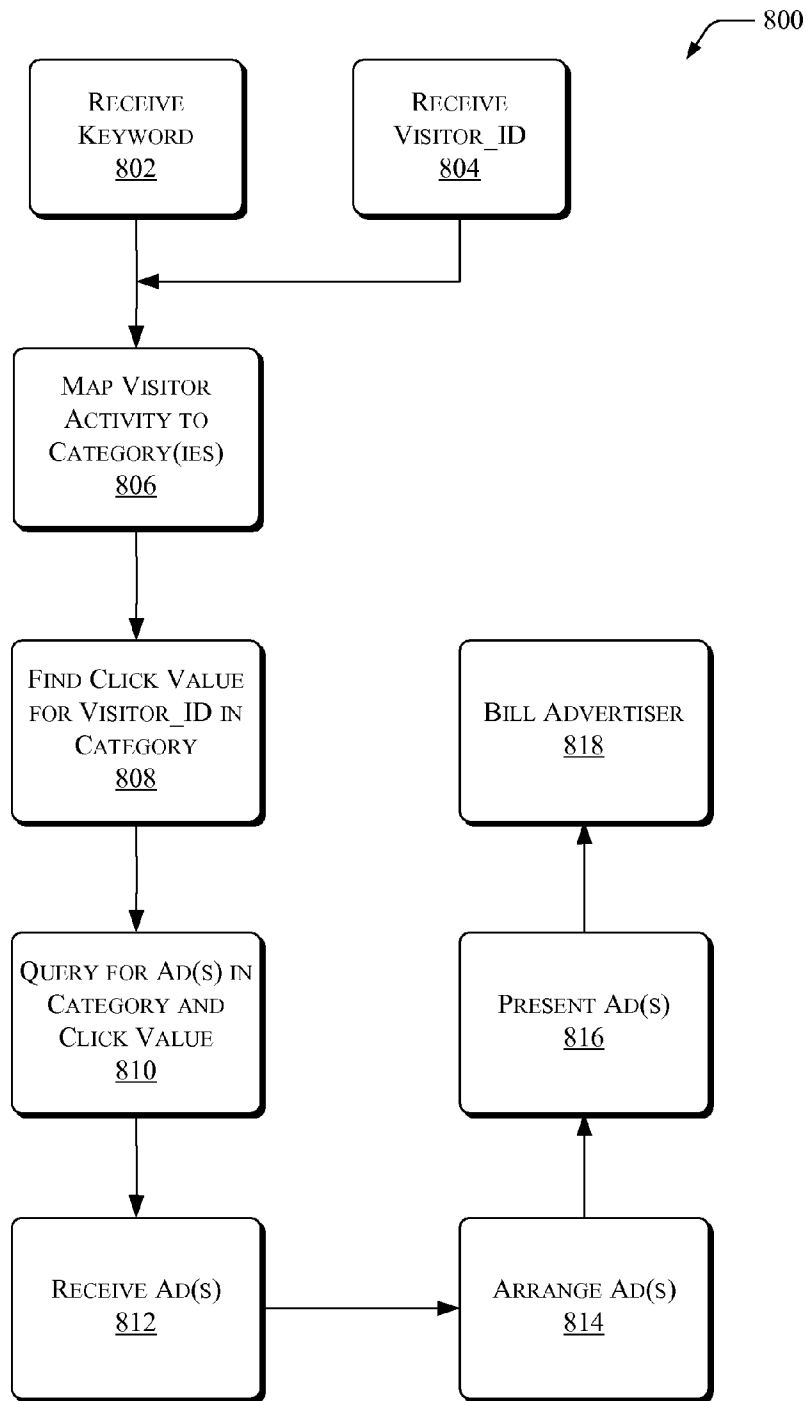 800
RECEIVE
KEYWORD
802
RECEIVE
VISITOR_ID
804
MAP VISITOR
ACTIVITY TO
CATEGORY(IES)
806
FIND CLICK VALUE
FOR VISITOR_ID IN
CATEGORY
808
BILL ADVERTISER
818
QUERY FOR AD(S) IN
CATEGORY AND
CLICK VALUE
810
PRESENT AD(S)
816
RECEIVE AD(S)
812
ARRANGE AD(S)
814